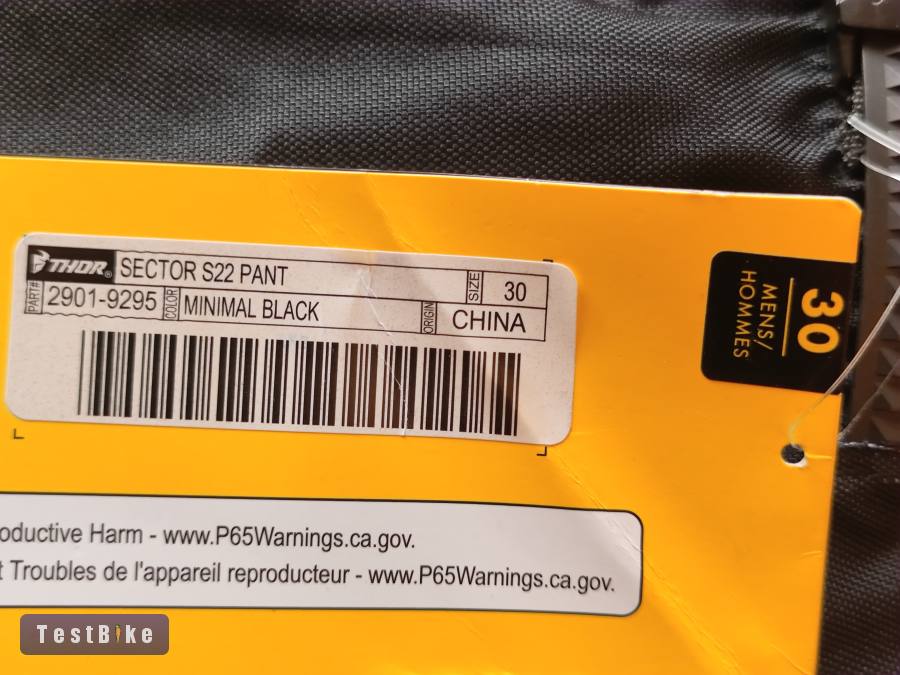 THOR® SECTOR S22 PANT
PART# 2901-9295 COLOR MINIMAL BLACK
SIZE 30
ORIGIN CHINA
30
MENS/
HOMMES
oductive Harm - www.P65Warnings.ca.gov.
t Troubles de l'appareil reproducteur - www.P65Warnings.ca.gov.
TestBike